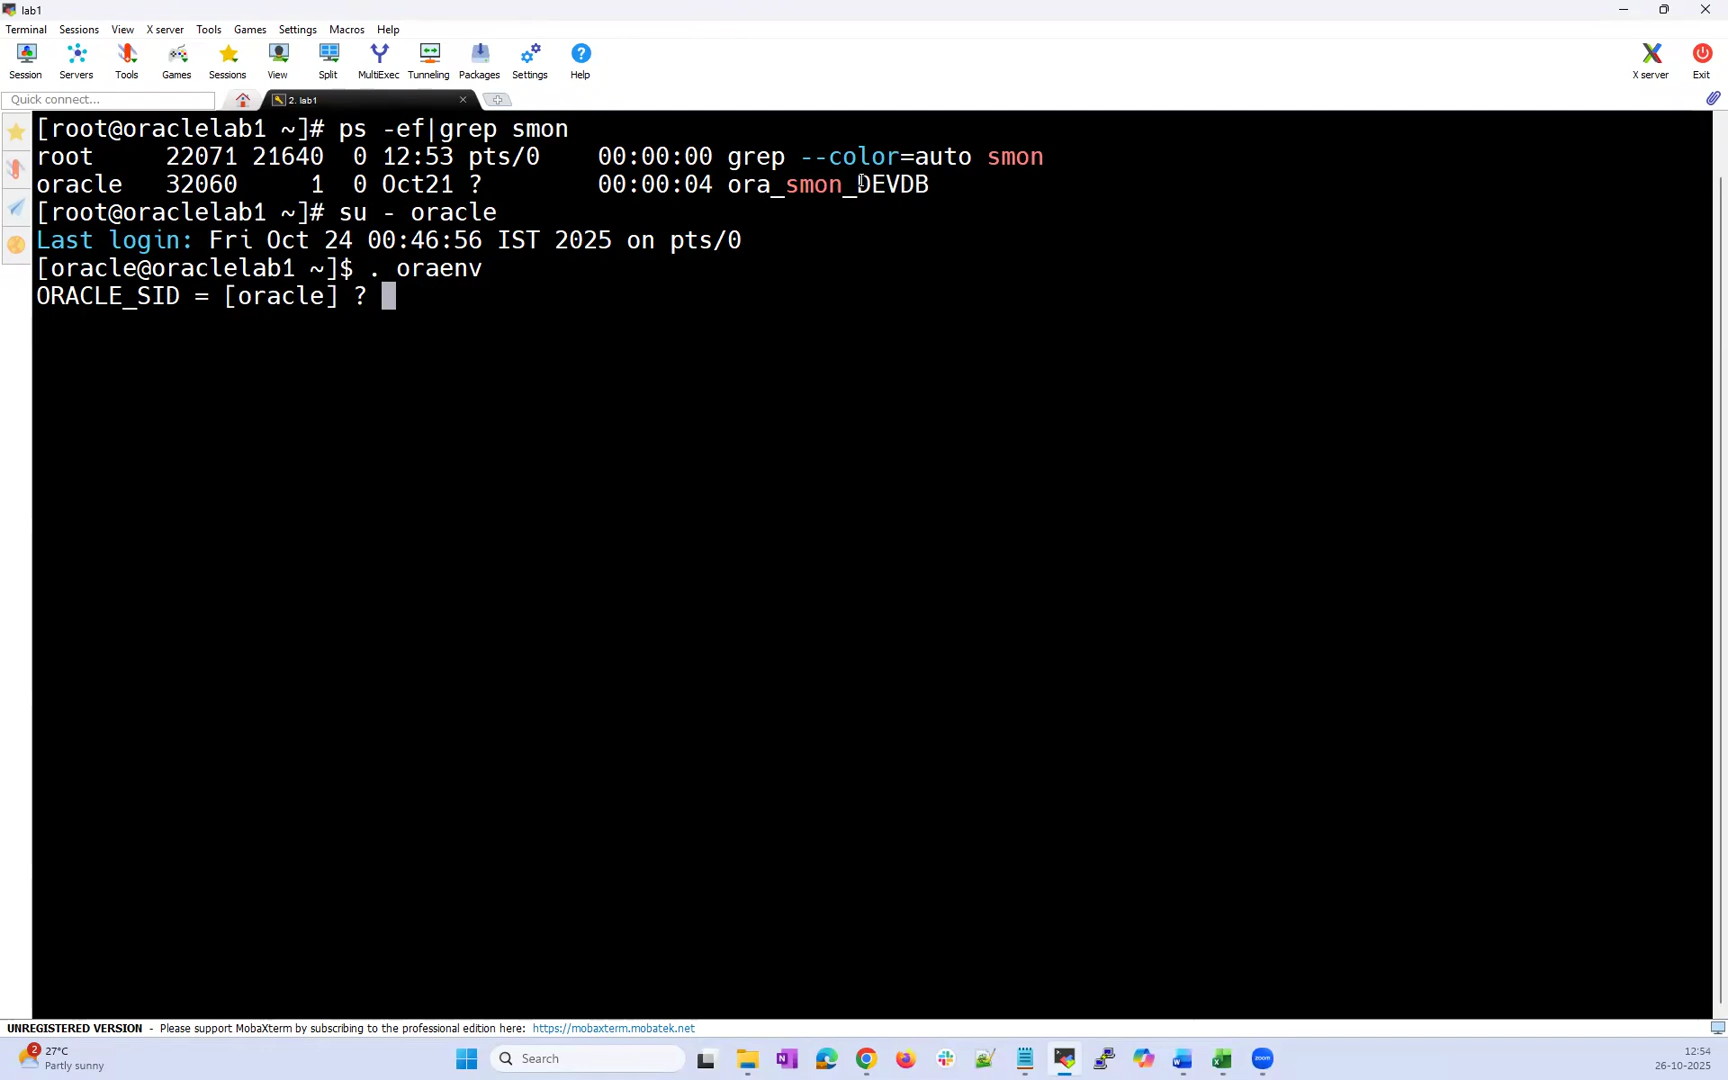 lab1
Terminal Sessions View X server Tools Games Settings Macros Help
Session Servers Tools Games Sessions View Split MultiExec Tunneling Packages Settings Help X server Exit
Quick connect... 2. lab1
[root@oraclelab1 ~]# ps -ef|grep smon
root 22071 21640 0 12:53 pts/0 00:00:00 grep --color=auto smon
oracle 32060 1 0 Oct21 ? 00:00:04 ora_smon_DEVDB
[root@oraclelab1 ~]# su - oracle
Last login: Fri Oct 24 00:46:56 IST 2025 on pts/0
[oracle@oraclelab1 ~]$ . oraenv
ORACLE_SID = [oracle] ?
UNREGISTERED VERSION - Please support MobaXterm by subscribing to the professional edition here: https://mobaxterm.mobatek.net
2 27°C
Partly sunny
Search
zoom
12:54
26-10-2025